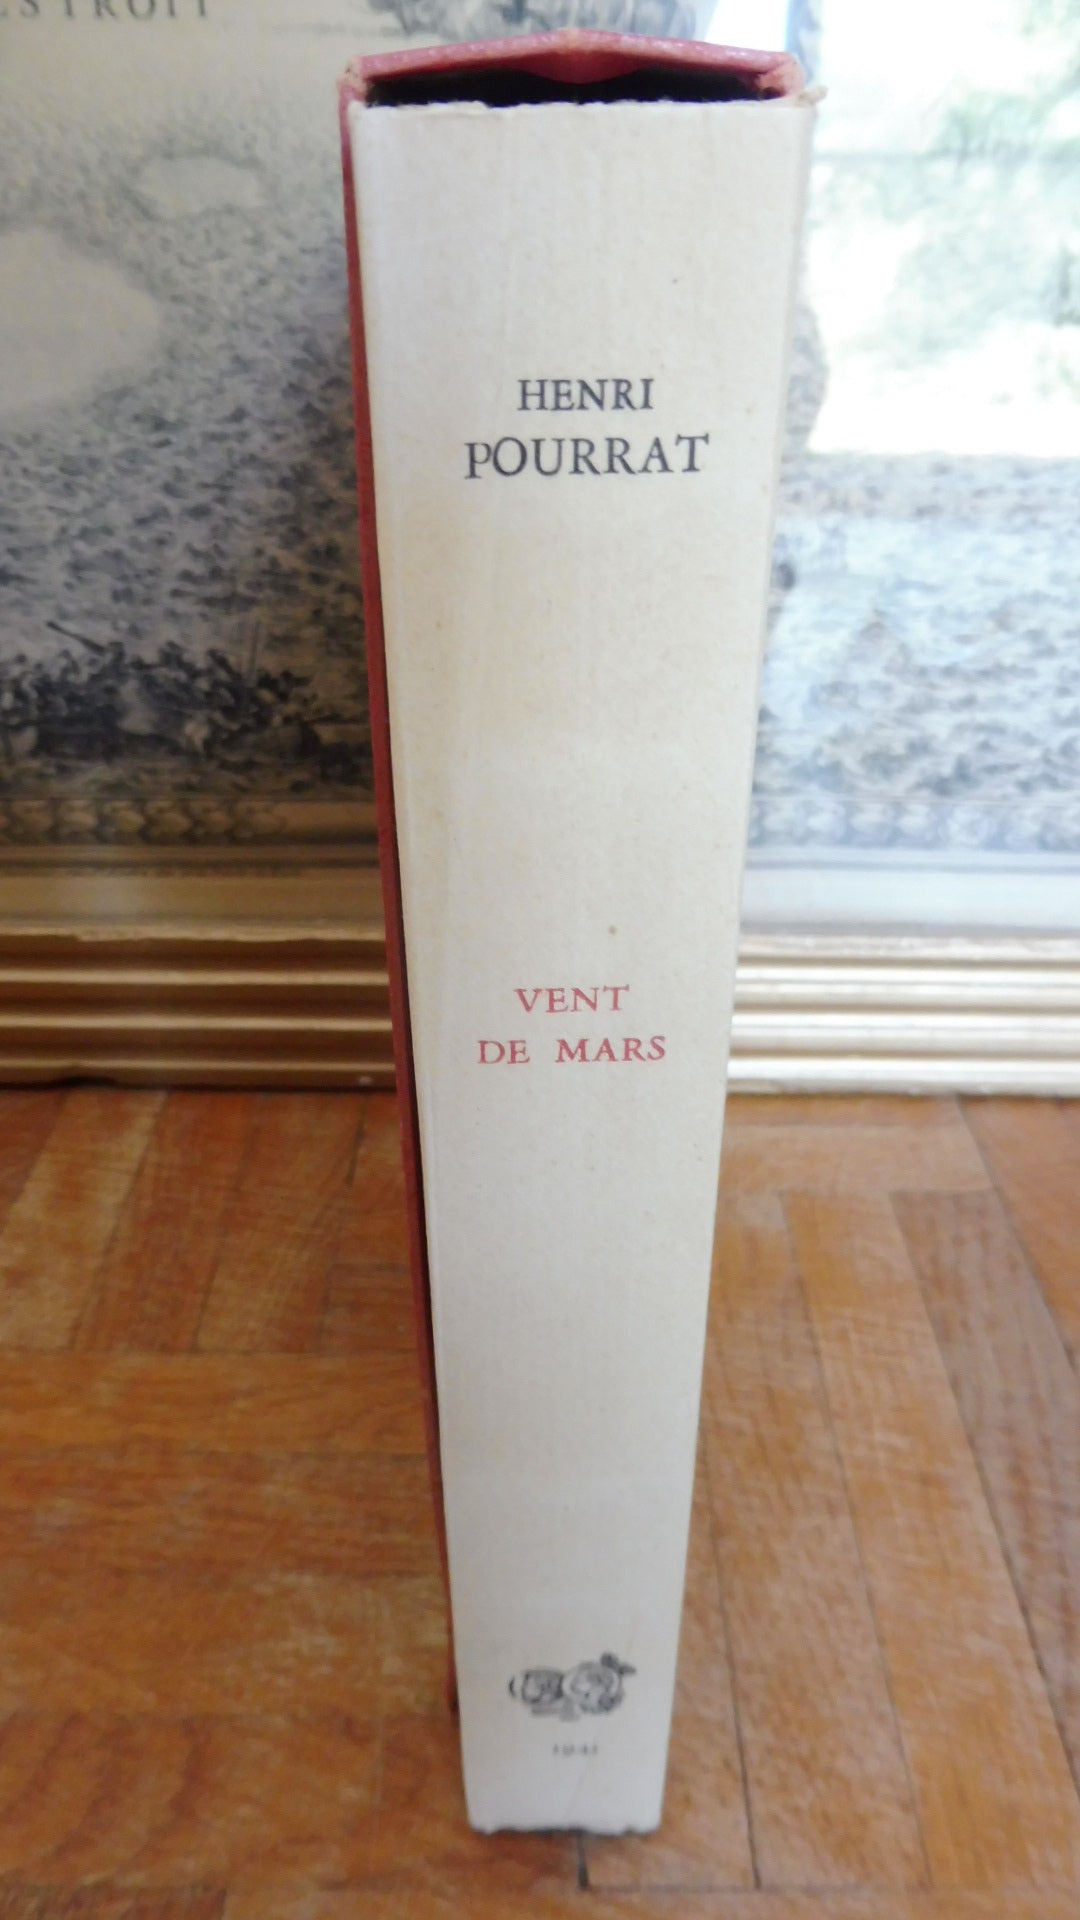 HENRI
POURRAT
VENT
DE MARS